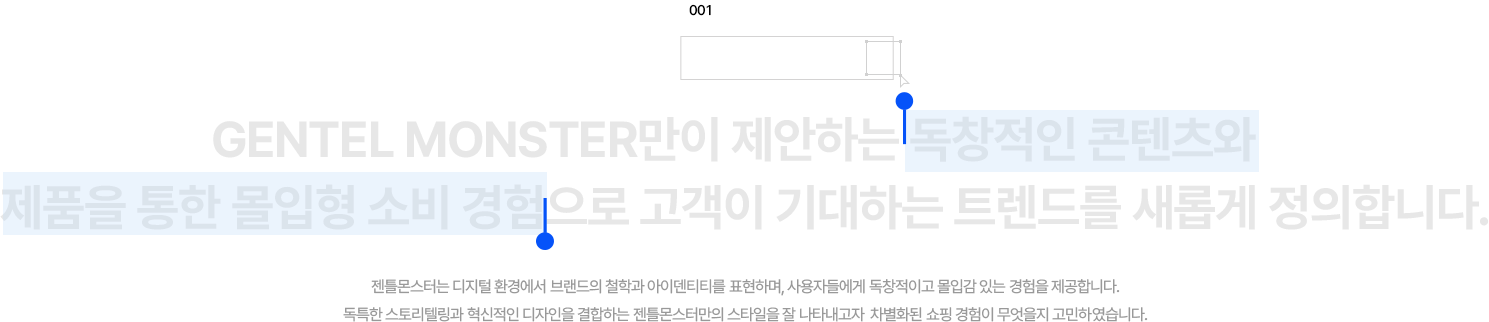 001
GENTEL MONSTER만이 제안하는 독창적인 콘텐츠와
제품을 통한 몰입형 소비 경험으로 고객이 기대하는 트렌드를 새롭게 정의합니다.
젠틀몬스터는 디지털 환경에서 브랜드의 철학과 아이덴티티를 표현하며, 사용자들에게 독창적이고 몰입감 있는 경험을 제공합니다.
독특한 스토리텔링과 혁신적인 디자인을 결합하는 젠틀몬스터만의 스타일을 잘 나타내고자 차별화된 쇼핑 경험이 무엇을지 고민하였습니다.